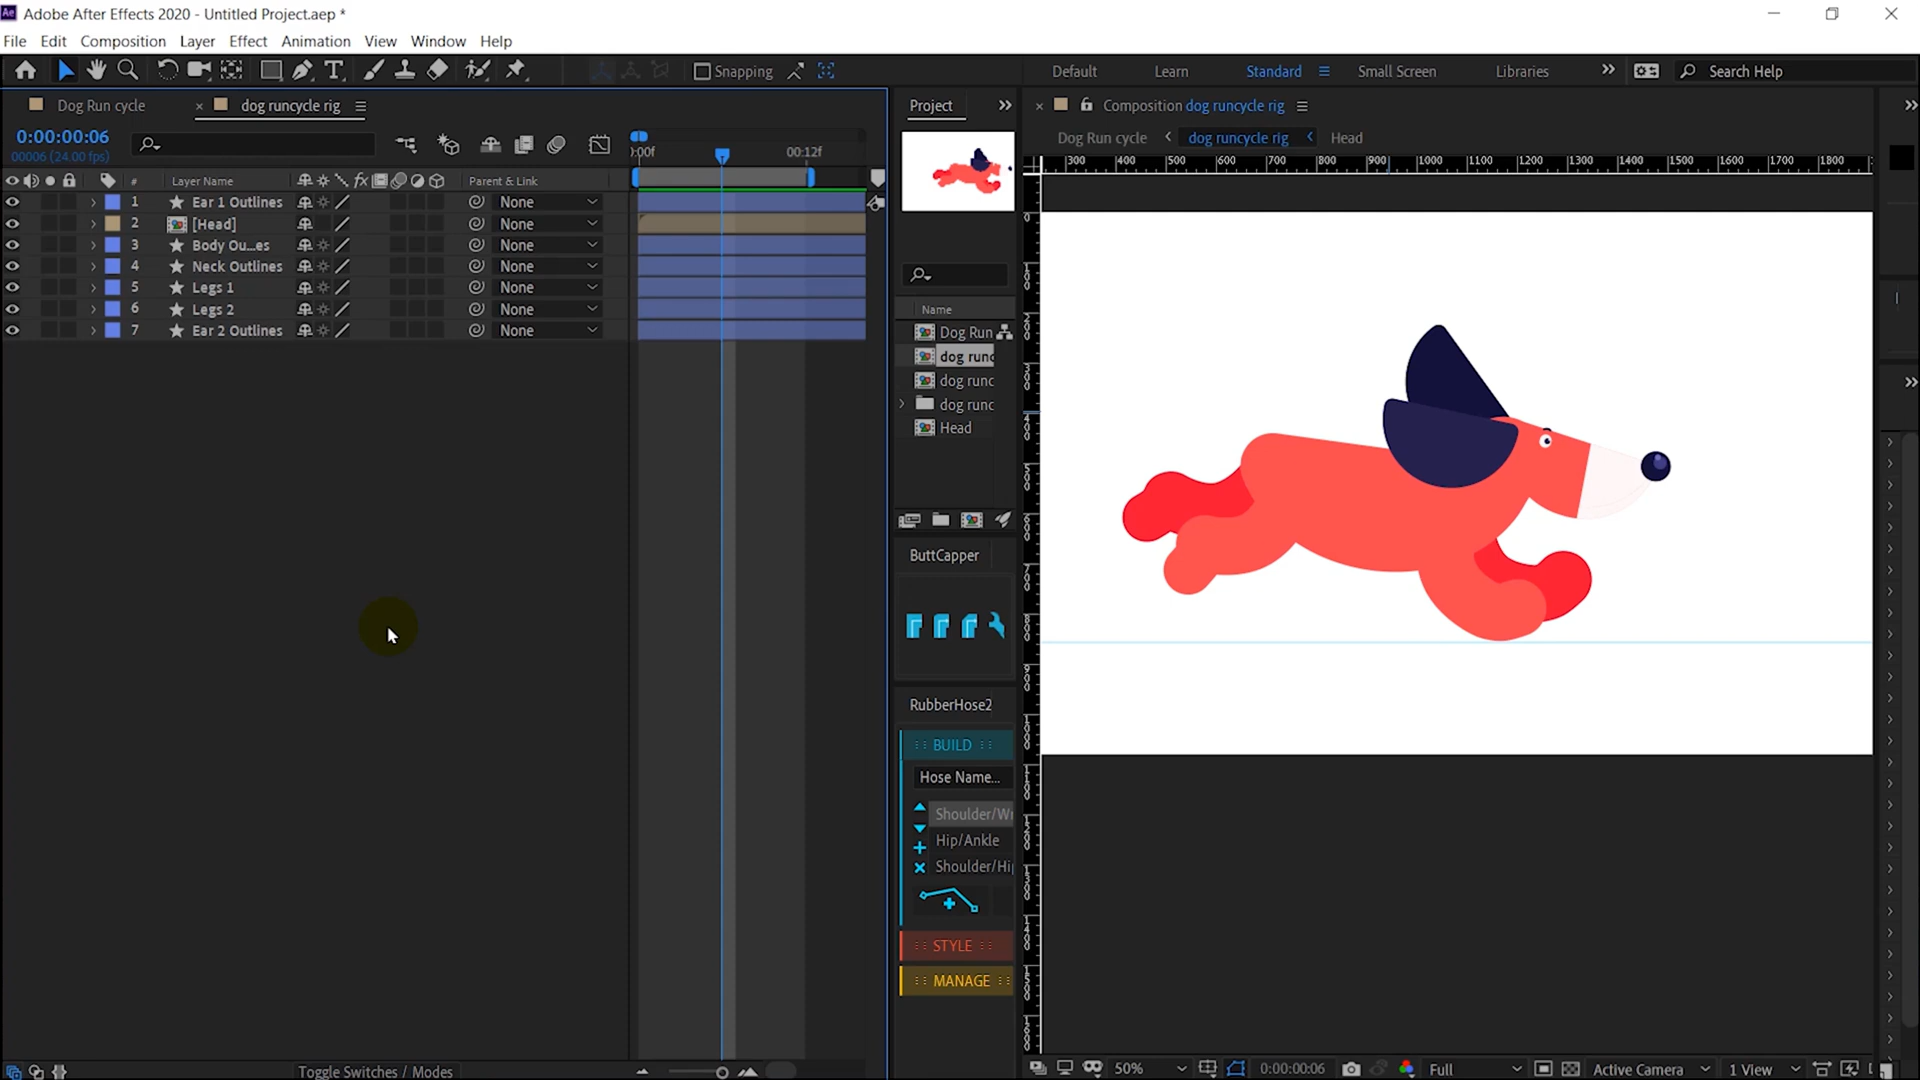 Adobe After Effects 2020 - Untitled Project.aep *
File Edit Composition Layer Effect Animation View Window Help
Snapping
Default Learn Standard Small Screen Libraries Search Help
Dog Run cycle dog runcycle rig
0:00:00:06
00006 (24.00 fps)
00:12f
# Layer Name fx Parent & Link
1 Ear 1 Outlines None
2 [Head] None
3 Body Ou...es None
4 Neck Outlines None
5 Legs 1 None
6 Legs 2 None
7 Ear 2 Outlines None
Toggle Switches / Modes
Project
Name
Dog Run
dog runc
dog runc
dog runc
Head
ButtCapper
RubberHose2
BUILD
Hose Name...
Shoulder/Wr
Hip/Ankle
Shoulder/Hip
STYLE
MANAGE
Composition dog runcycle rig
Dog Run cycle dog runcycle rig Head
300 400 500 600 700 800 900 1000 1100 1200 1300 1400 1500 1600 1700 1800
50% 0:00:00:06 Full Active Camera 1 View